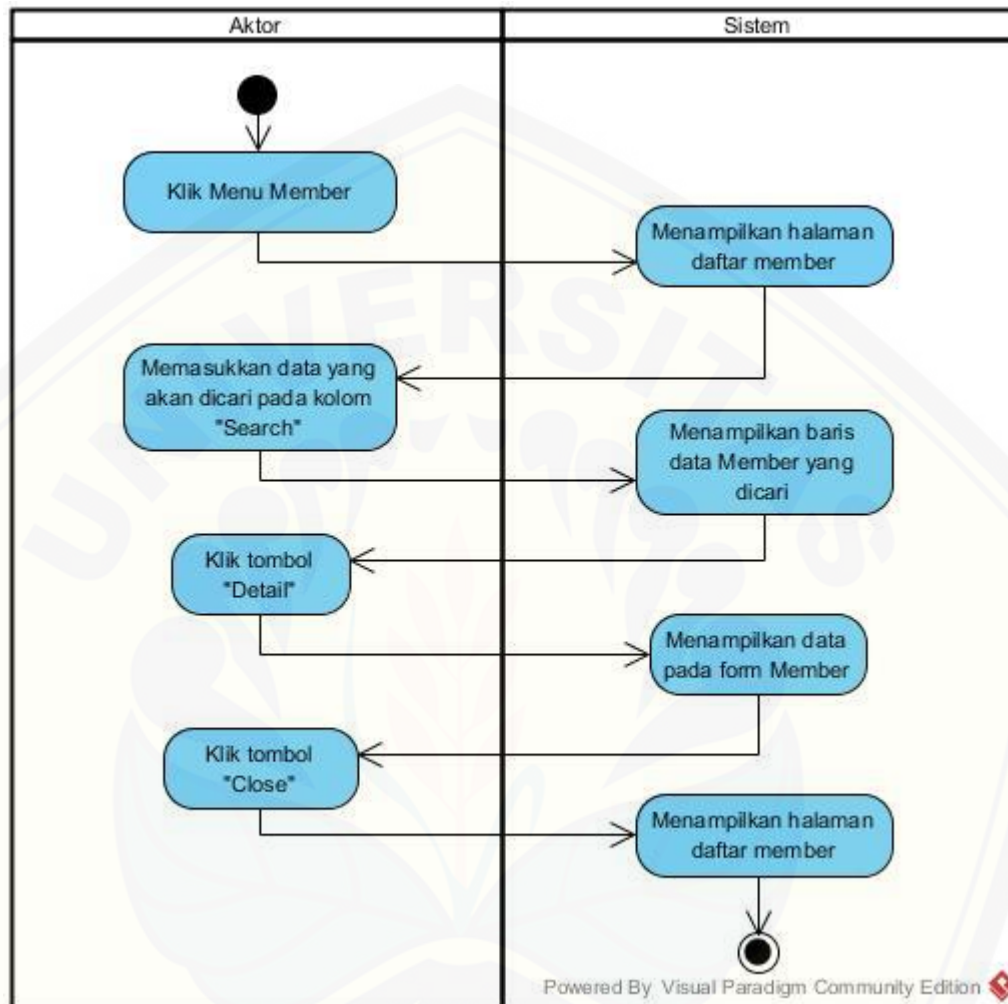 Aktor
Sistem
Klik Menu Member
Menampilkan halaman
daftar member
Memasukkan data yang
akan dicari pada kolom
"Search"
Menampilkan baris
data Member yang
dicari
Klik tombol
"Detail"
Menampilkan data
pada form Member
Klik tombol
"Close"
Menampilkan halaman
daftar member
Powered By Visual Paradigm Community Edition
UNIVERSITAS